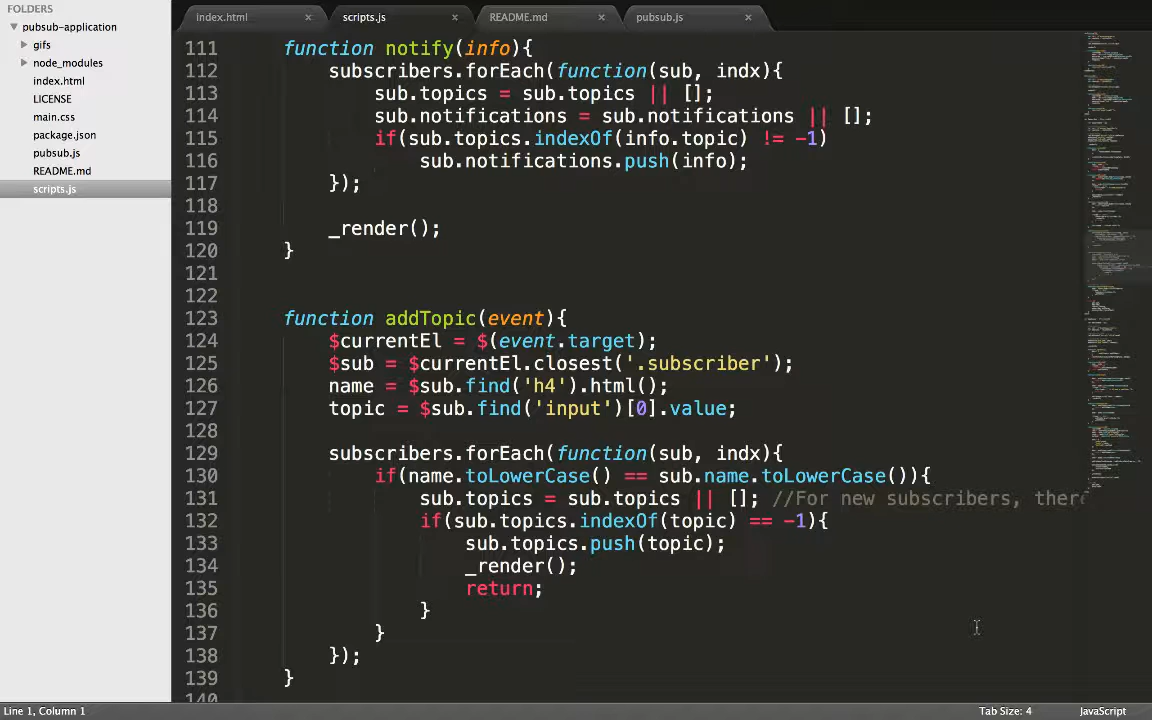 FOLDERS
pubsub-application
gifs
node_modules
index.html
LICENSE
main.css
package.json
pubsub.js
README.md
scripts.js
index.html × scripts.js × README.md × pubsub.js ×
111 function notify(info){
112 subscribers.forEach(function(sub, indx){
113 sub.topics = sub.topics || [];
114 sub.notifications = sub.notifications || [];
115 if(sub.topics.indexOf(info.topic) != -1)
116 sub.notifications.push(info);
117 });
118
119 _render();
120 }
121
122
123 function addTopic(event){
124 $currentEl = $(event.target);
125 $sub = $currentEl.closest('.subscriber');
126 name = $sub.find('h4').html();
127 topic = $sub.find('input')[0].value;
128
129 subscribers.forEach(function(sub, indx){
130 if(name.toLowerCase() == sub.name.toLowerCase()){
131 sub.topics = sub.topics || []; //For new subscribers, there
132 if(sub.topics.indexOf(topic) == -1){
133 sub.topics.push(topic);
134 _render();
135 return;
136 }
137 }
138 });
139 }
140
Line 1, Column 1 Tab Size: 4 JavaScript